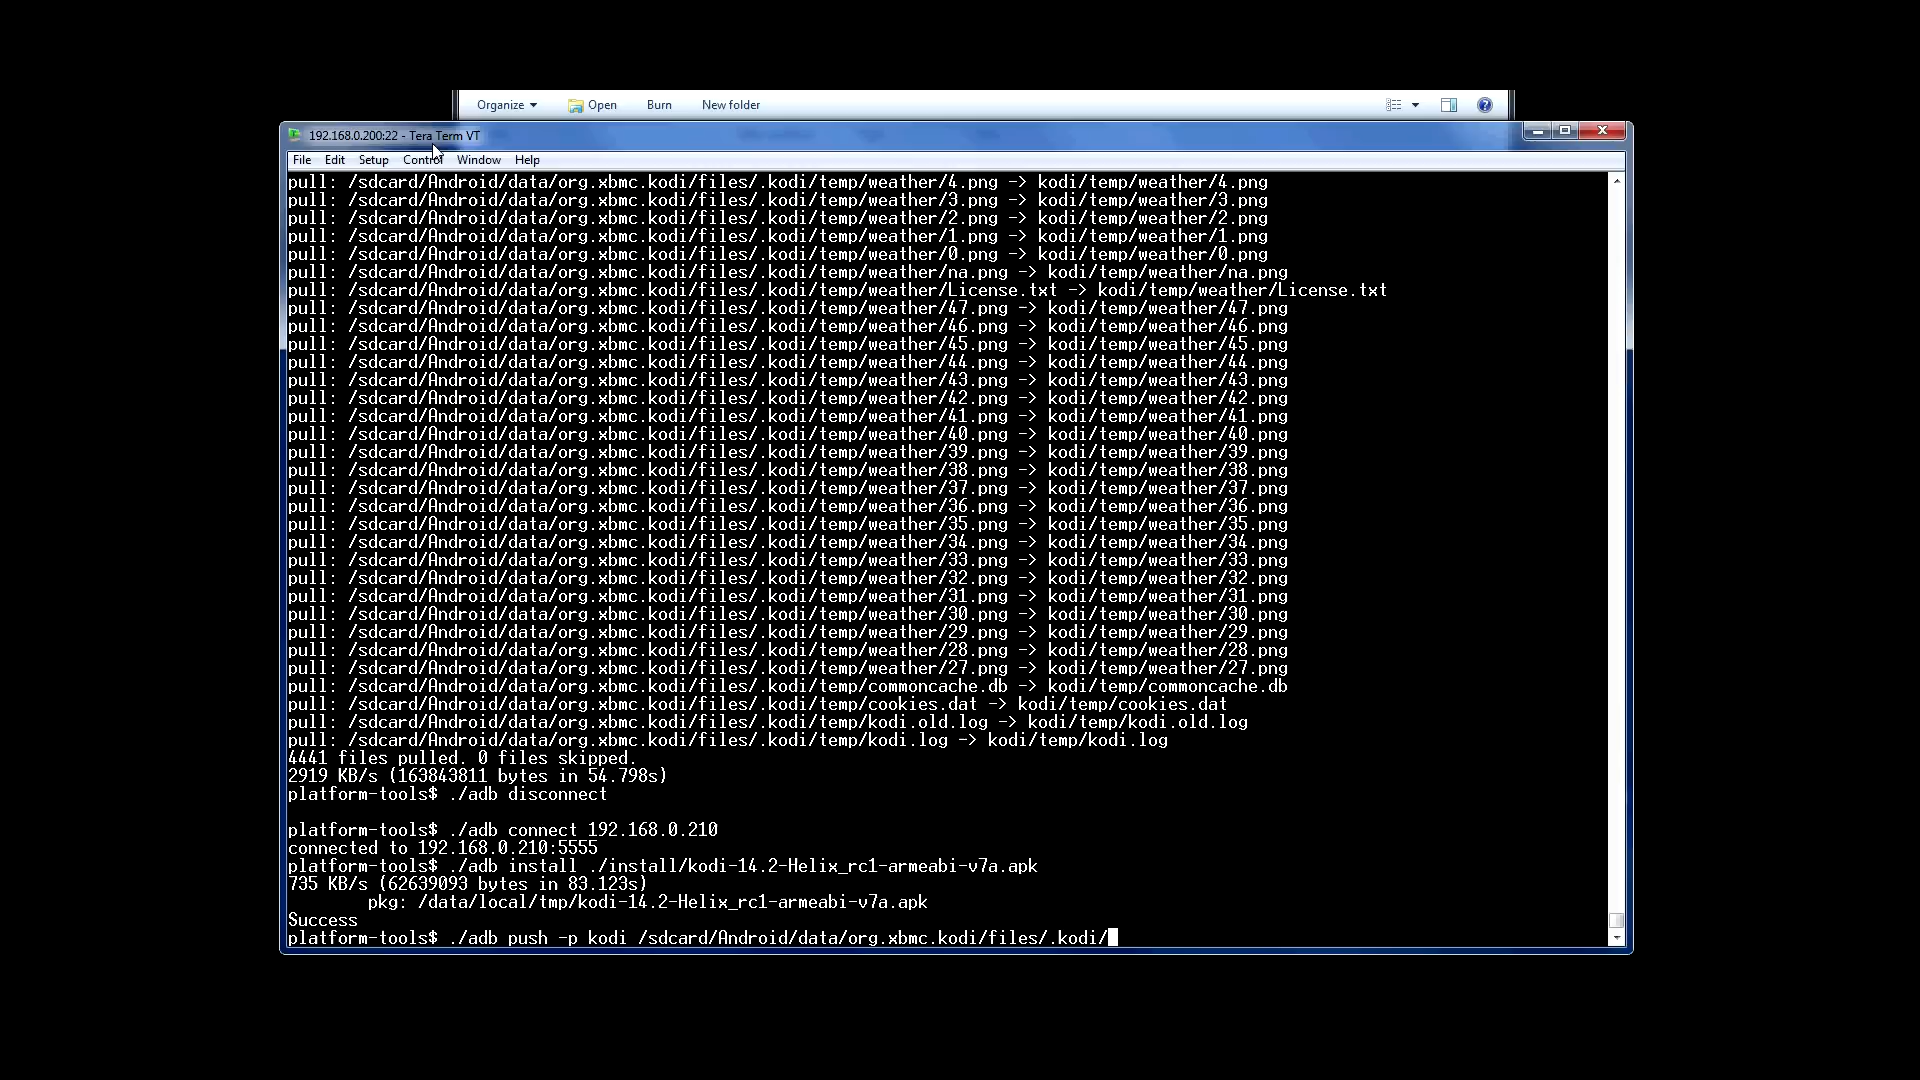 Organize Open Burn New folder
192.168.0.200:22 - Tera Term VT
File Edit Setup Control Window Help
pull: /sdcard/Android/data/org.xbmc.kodi/files/.kodi/temp/weather/4.png -> kodi/temp/weather/4.png
pull: /sdcard/Android/data/org.xbmc.kodi/files/.kodi/temp/weather/3.png -> kodi/temp/weather/3.png
pull: /sdcard/Android/data/org.xbmc.kodi/files/.kodi/temp/weather/2.png -> kodi/temp/weather/2.png
pull: /sdcard/Android/data/org.xbmc.kodi/files/.kodi/temp/weather/1.png -> kodi/temp/weather/1.png
pull: /sdcard/Android/data/org.xbmc.kodi/files/.kodi/temp/weather/0.png -> kodi/temp/weather/0.png
pull: /sdcard/Android/data/org.xbmc.kodi/files/.kodi/temp/weather/na.png -> kodi/temp/weather/na.png
pull: /sdcard/Android/data/org.xbmc.kodi/files/.kodi/temp/weather/License.txt -> kodi/temp/weather/License.txt
pull: /sdcard/Android/data/org.xbmc.kodi/files/.kodi/temp/weather/47.png -> kodi/temp/weather/47.png
pull: /sdcard/Android/data/org.xbmc.kodi/files/.kodi/temp/weather/46.png -> kodi/temp/weather/46.png
pull: /sdcard/Android/data/org.xbmc.kodi/files/.kodi/temp/weather/45.png -> kodi/temp/weather/45.png
pull: /sdcard/Android/data/org.xbmc.kodi/files/.kodi/temp/weather/44.png -> kodi/temp/weather/44.png
pull: /sdcard/Android/data/org.xbmc.kodi/files/.kodi/temp/weather/43.png -> kodi/temp/weather/43.png
pull: /sdcard/Android/data/org.xbmc.kodi/files/.kodi/temp/weather/42.png -> kodi/temp/weather/42.png
pull: /sdcard/Android/data/org.xbmc.kodi/files/.kodi/temp/weather/41.png -> kodi/temp/weather/41.png
pull: /sdcard/Android/data/org.xbmc.kodi/files/.kodi/temp/weather/40.png -> kodi/temp/weather/40.png
pull: /sdcard/Android/data/org.xbmc.kodi/files/.kodi/temp/weather/39.png -> kodi/temp/weather/39.png
pull: /sdcard/Android/data/org.xbmc.kodi/files/.kodi/temp/weather/38.png -> kodi/temp/weather/38.png
pull: /sdcard/Android/data/org.xbmc.kodi/files/.kodi/temp/weather/37.png -> kodi/temp/weather/37.png
pull: /sdcard/Android/data/org.xbmc.kodi/files/.kodi/temp/weather/36.png -> kodi/temp/weather/36.png
pull: /sdcard/Android/data/org.xbmc.kodi/files/.kodi/temp/weather/35.png -> kodi/temp/weather/35.png
pull: /sdcard/Android/data/org.xbmc.kodi/files/.kodi/temp/weather/34.png -> kodi/temp/weather/34.png
pull: /sdcard/Android/data/org.xbmc.kodi/files/.kodi/temp/weather/33.png -> kodi/temp/weather/33.png
pull: /sdcard/Android/data/org.xbmc.kodi/files/.kodi/temp/weather/32.png -> kodi/temp/weather/32.png
pull: /sdcard/Android/data/org.xbmc.kodi/files/.kodi/temp/weather/31.png -> kodi/temp/weather/31.png
pull: /sdcard/Android/data/org.xbmc.kodi/files/.kodi/temp/weather/30.png -> kodi/temp/weather/30.png
pull: /sdcard/Android/data/org.xbmc.kodi/files/.kodi/temp/weather/29.png -> kodi/temp/weather/29.png
pull: /sdcard/Android/data/org.xbmc.kodi/files/.kodi/temp/weather/28.png -> kodi/temp/weather/28.png
pull: /sdcard/Android/data/org.xbmc.kodi/files/.kodi/temp/weather/27.png -> kodi/temp/weather/27.png
pull: /sdcard/Android/data/org.xbmc.kodi/files/.kodi/temp/commoncache.db -> kodi/temp/commoncache.db
pull: /sdcard/Android/data/org.xbmc.kodi/files/.kodi/temp/cookies.dat -> kodi/temp/cookies.dat
pull: /sdcard/Android/data/org.xbmc.kodi/files/.kodi/temp/kodi.old.log -> kodi/temp/kodi.old.log
pull: /sdcard/Android/data/org.xbmc.kodi/files/.kodi/temp/kodi.log -> kodi/temp/kodi.log
4441 files pulled. 0 files skipped.
2919 KB/s (163843811 bytes in 54.798s)
platform-tools$ ./adb disconnect
platform-tools$ ./adb connect 192.168.0.210
connected to 192.168.0.210:5555
platform-tools$ ./adb install ./install/kodi-14.2-Helix_rc1-armeabi-v7a.apk
735 KB/s (62639093 bytes in 83.123s)
pkg: /data/local/tmp/kodi-14.2-Helix_rc1-armeabi-v7a.apk
Success
platform-tools$ ./adb push -p kodi /sdcard/Android/data/org.xbmc.kodi/files/.kodi/